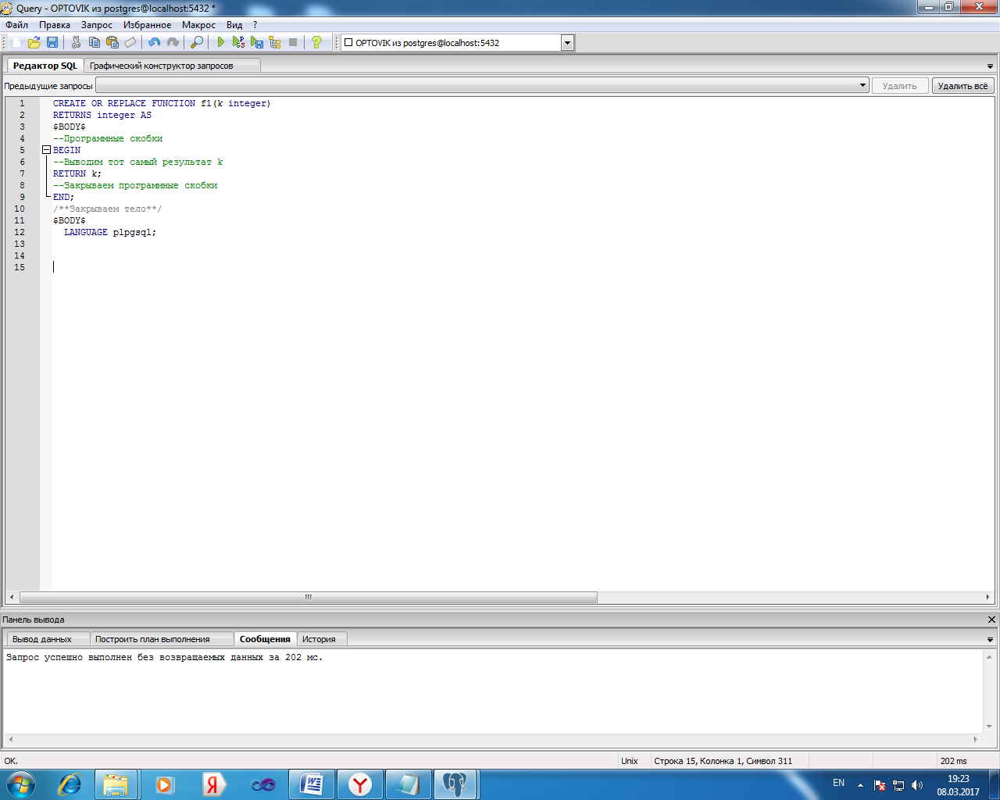 Query - OPTOVIK из postgres@localhost:5432 *
Файл Правка Запрос Избранное Макрос Вид ?
OPTOVIK из postgres@localhost:5432
Редактор SQL Графический конструктор запросов
Предыдущие запросы Удалить Удалить всё
1 CREATE OR REPLACE FUNCTION f1(k integer)
2 RETURNS integer AS
3 $BODY$
4 --Программные скобки
5 BEGIN
6 --Выводим тот самый результат k
7 RETURN k;
8 --Закрываем программные скобки
9 END;
10 /**Закрываем тело**/
11 $BODY$
12 LANGUAGE plpgsql;
13
14
15
Панель вывода
Вывод данных Построить план выполнения Сообщения История
Запрос успешно выполнен без возвращаемых данных за 202 мс.
OK. Unix Строка 15, Колонка 1, Символ 311 202 ms
EN 19:23
08.03.2017